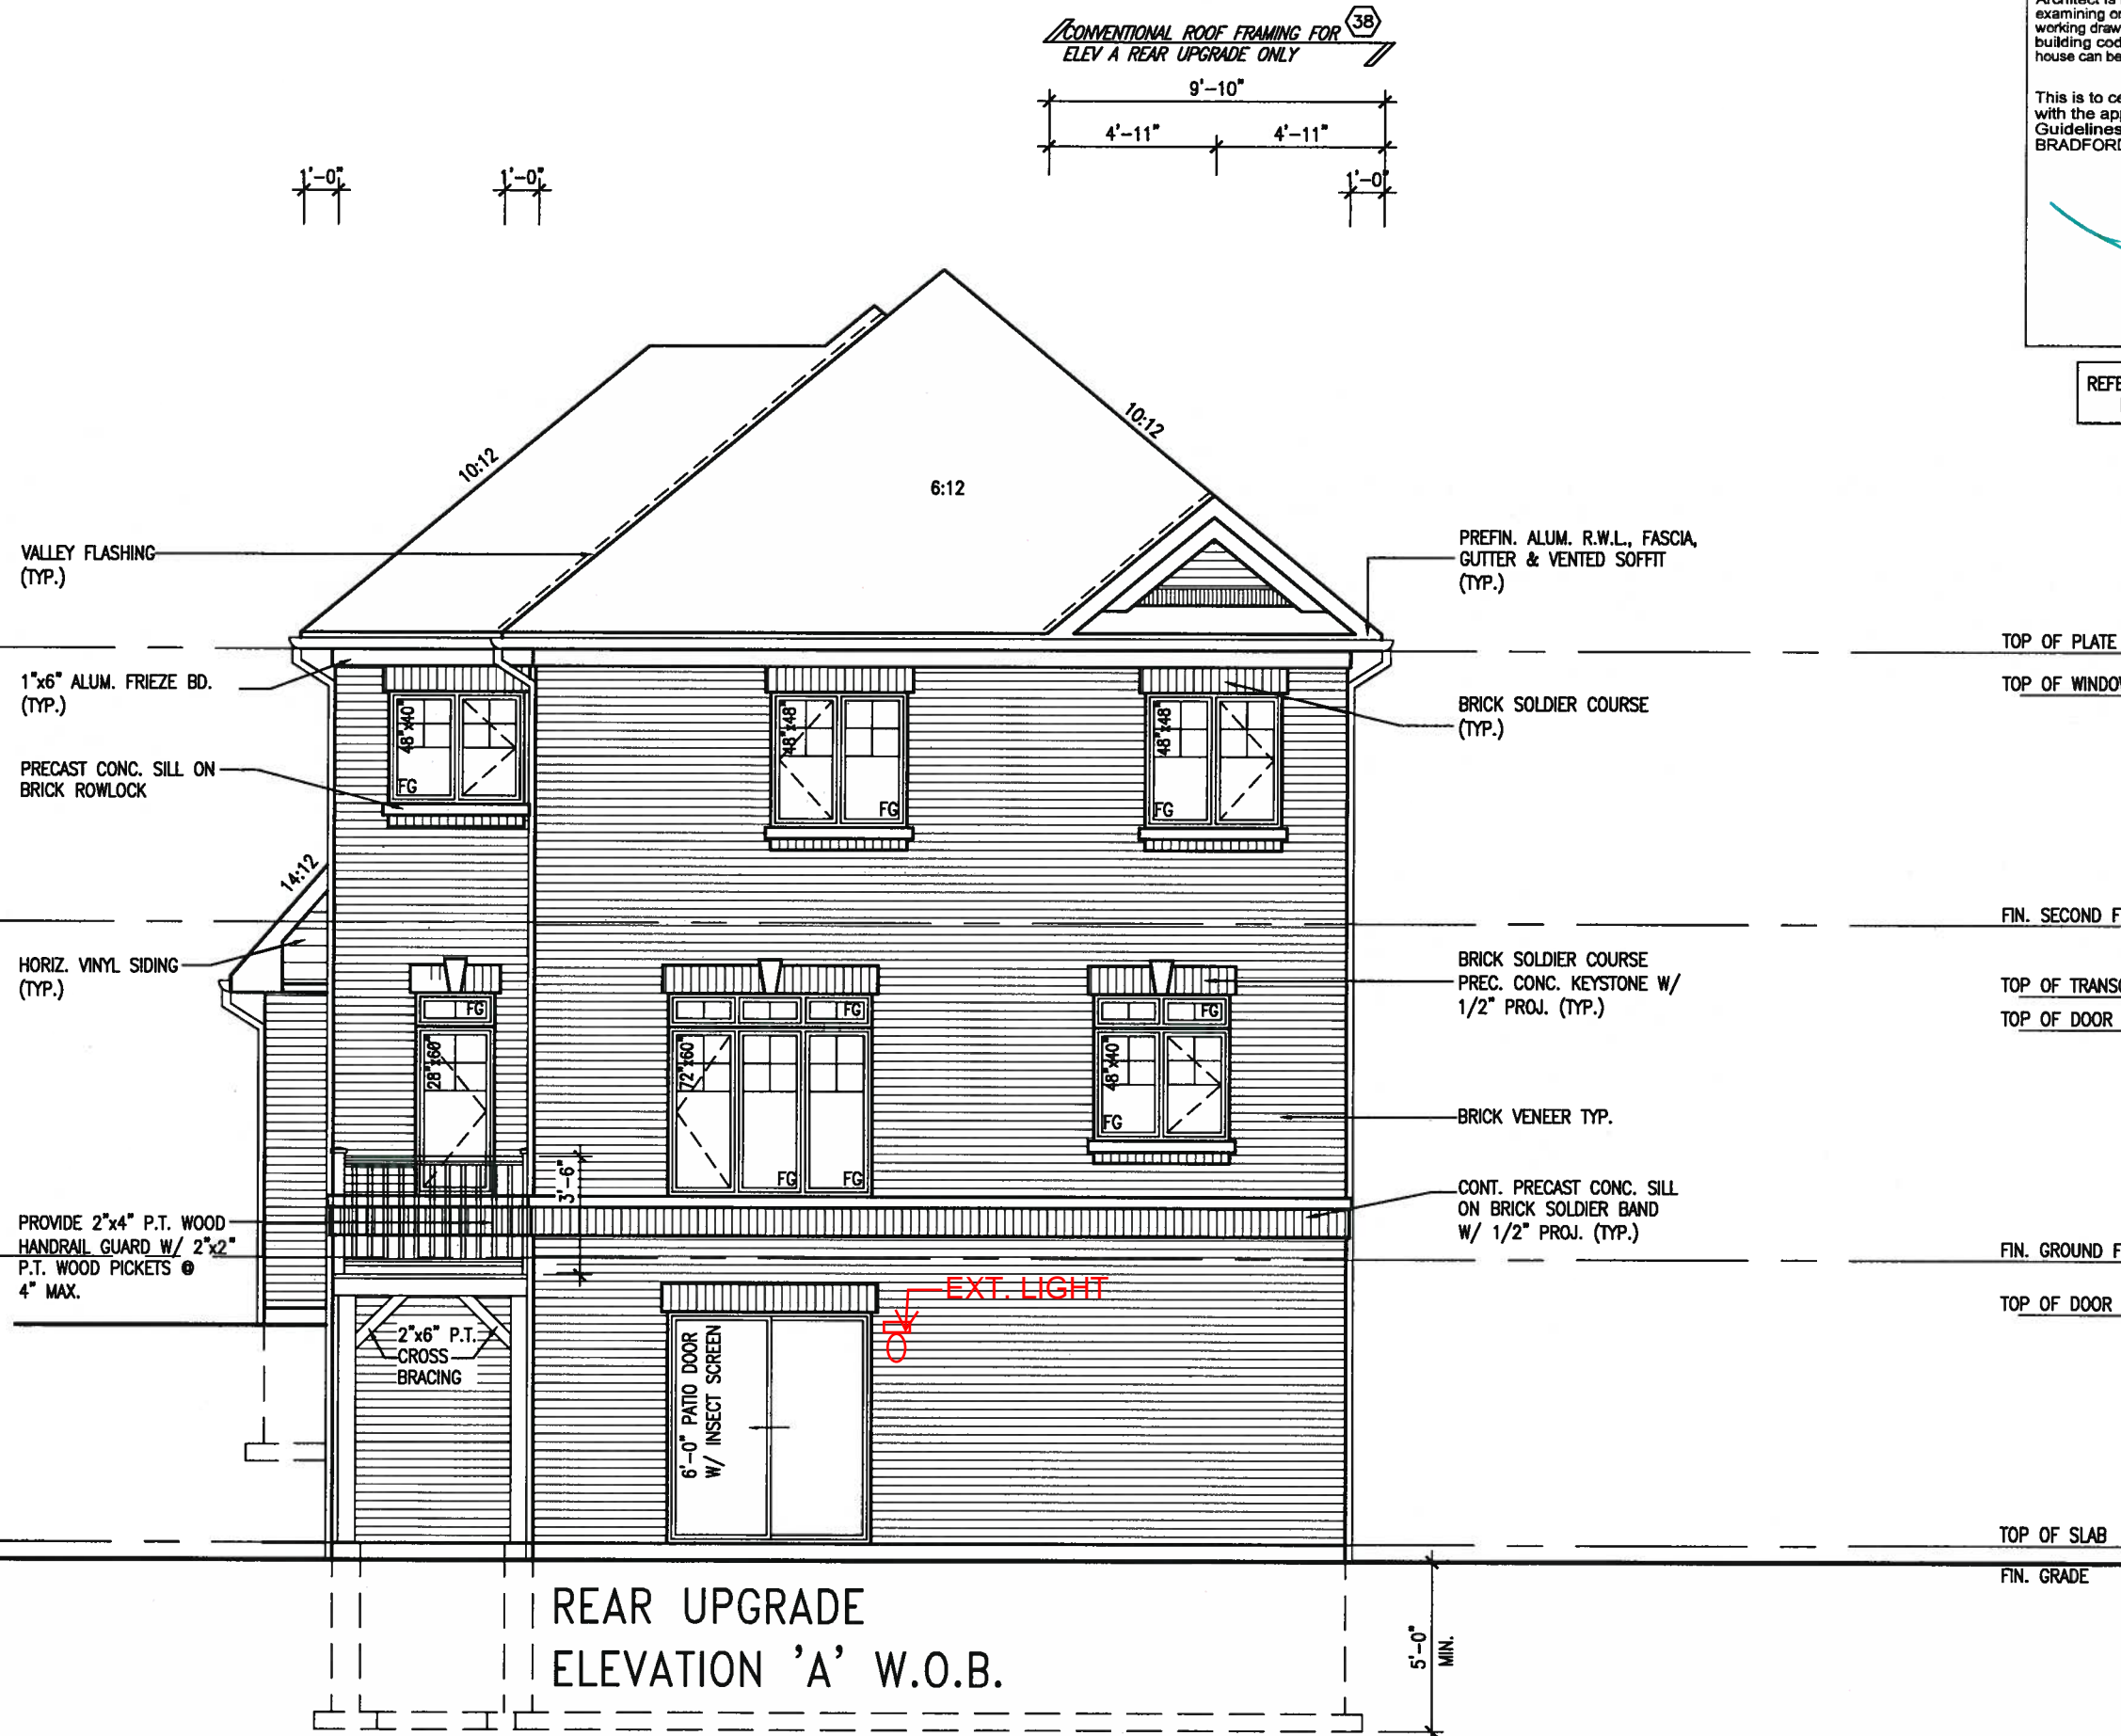 CONVENTIONAL ROOF FRAMING FOR 38
ELEV A REAR UPGRADE ONLY
9'-10"
4'-11" 4'-11"
1'-0" 1'-0" 1'-0"
examining or
working draw
building cod
house can be
This is to ce
with the app
Guidelines
BRADFORD
REFE
10:12
10:12
6:12
VALLEY FLASHING
(TYP.)
1"x6" ALUM. FRIEZE BD.
(TYP.)
PRECAST CONC. SILL ON
BRICK ROWLOCK
14:12
HORIZ. VINYL SIDING
(TYP.)
PROVIDE 2"x4" P.T. WOOD
HANDRAIL GUARD W/ 2"x2"
P.T. WOOD PICKETS @
4" MAX.
48"x40"
FG
48"x48"
FG
48"x48"
FG
FG
28"x60"
FG
72"x60"
FG FG
FG
48"x40"
FG
3'-6"
2"x6" P.T.
CROSS
BRACING
6'-0" PATIO DOOR
W/ INSECT SCREEN
EXT. LIGHT
PREFIN. ALUM. R.W.L., FASCIA,
GUTTER & VENTED SOFFIT
(TYP.)
BRICK SOLDIER COURSE
(TYP.)
BRICK SOLDIER COURSE
PREC. CONC. KEYSTONE W/
1/2" PROJ. (TYP.)
BRICK VENEER TYP.
CONT. PRECAST CONC. SILL
ON BRICK SOLDIER BAND
W/ 1/2" PROJ. (TYP.)
TOP OF PLATE
TOP OF WINDOW
FIN. SECOND F
TOP OF TRANSO
TOP OF DOOR
FIN. GROUND F
TOP OF DOOR
TOP OF SLAB
FIN. GRADE
5'-0"
MIN.
REAR UPGRADE
ELEVATION 'A' W.O.B.